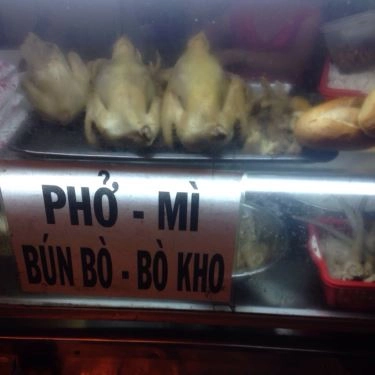 PHỞ - MÌ
BÚN BÒ - BÒ KHO